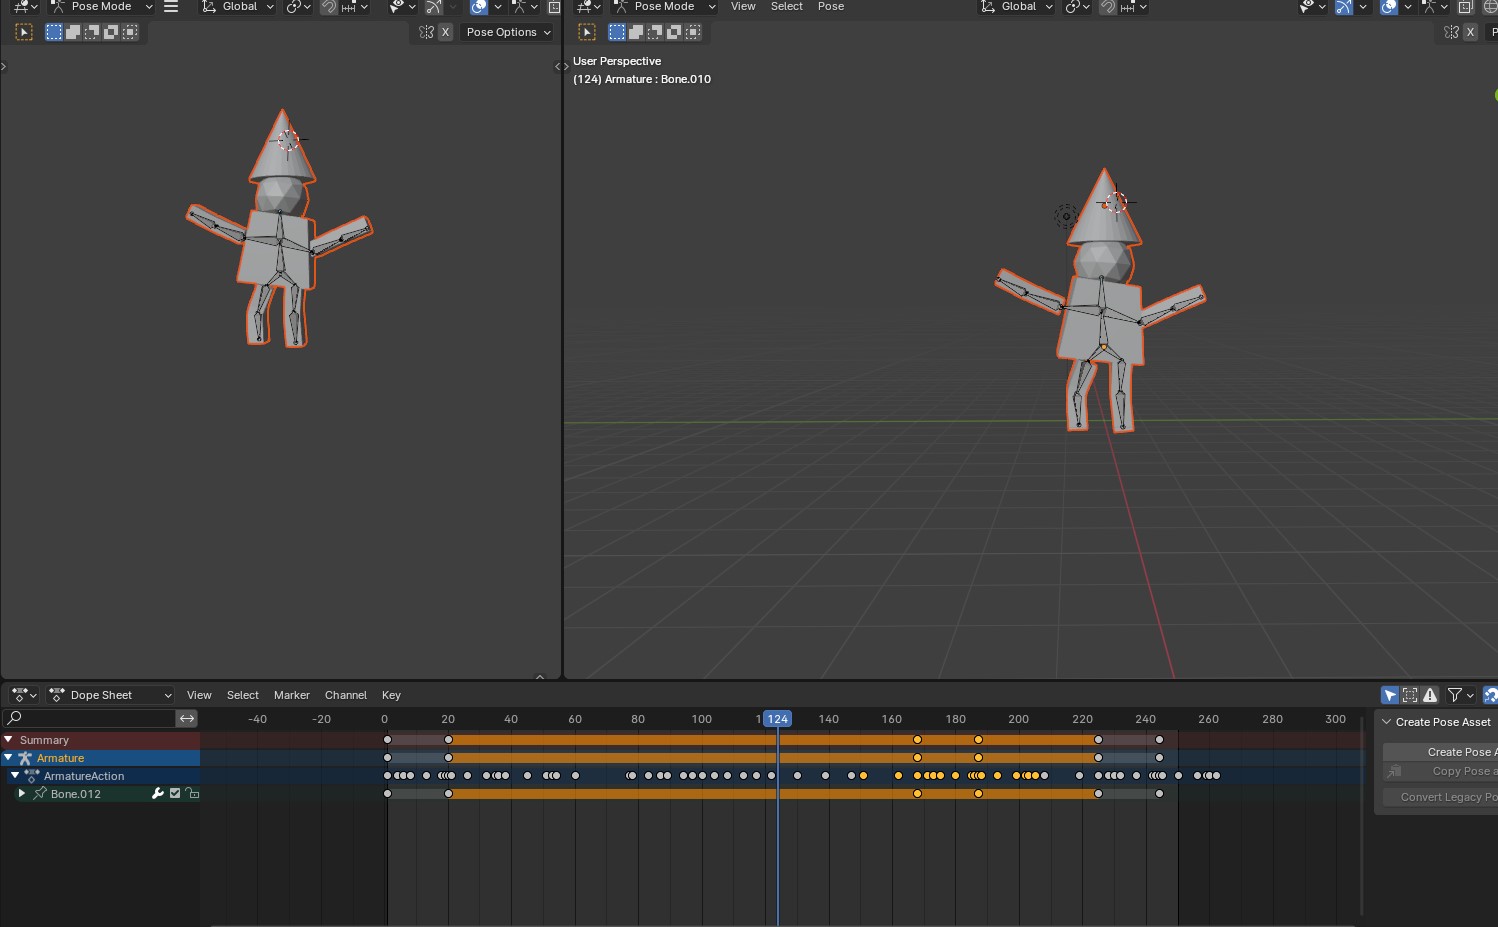 Pose Mode Global Pose Mode View Select Pose Global
X Pose Options X
User Perspective
(124) Armature : Bone.010
Dope Sheet View Select Marker Channel Key
-40 -20 0 20 40 60 80 100 124 140 160 180 200 220 240 260 280 300
Create Pose Asset
Summary
Create Pose
Armature
Copy Pose
ArmatureAction
Bone.012
Convert Legacy